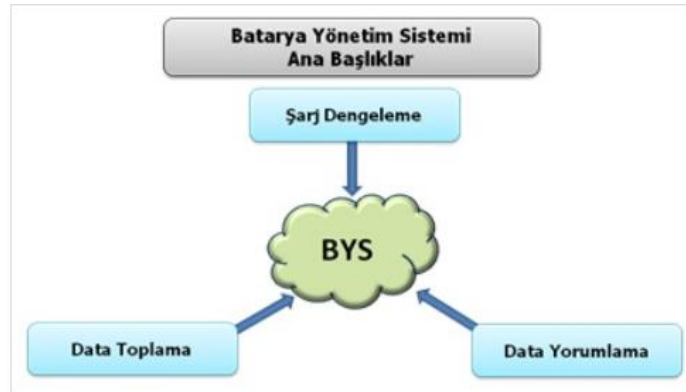 Batarya Yönetim Sistemi
Ana Başlıklar
Şarj Dengeleme
BYS
Data Toplama
Data Yorumlama